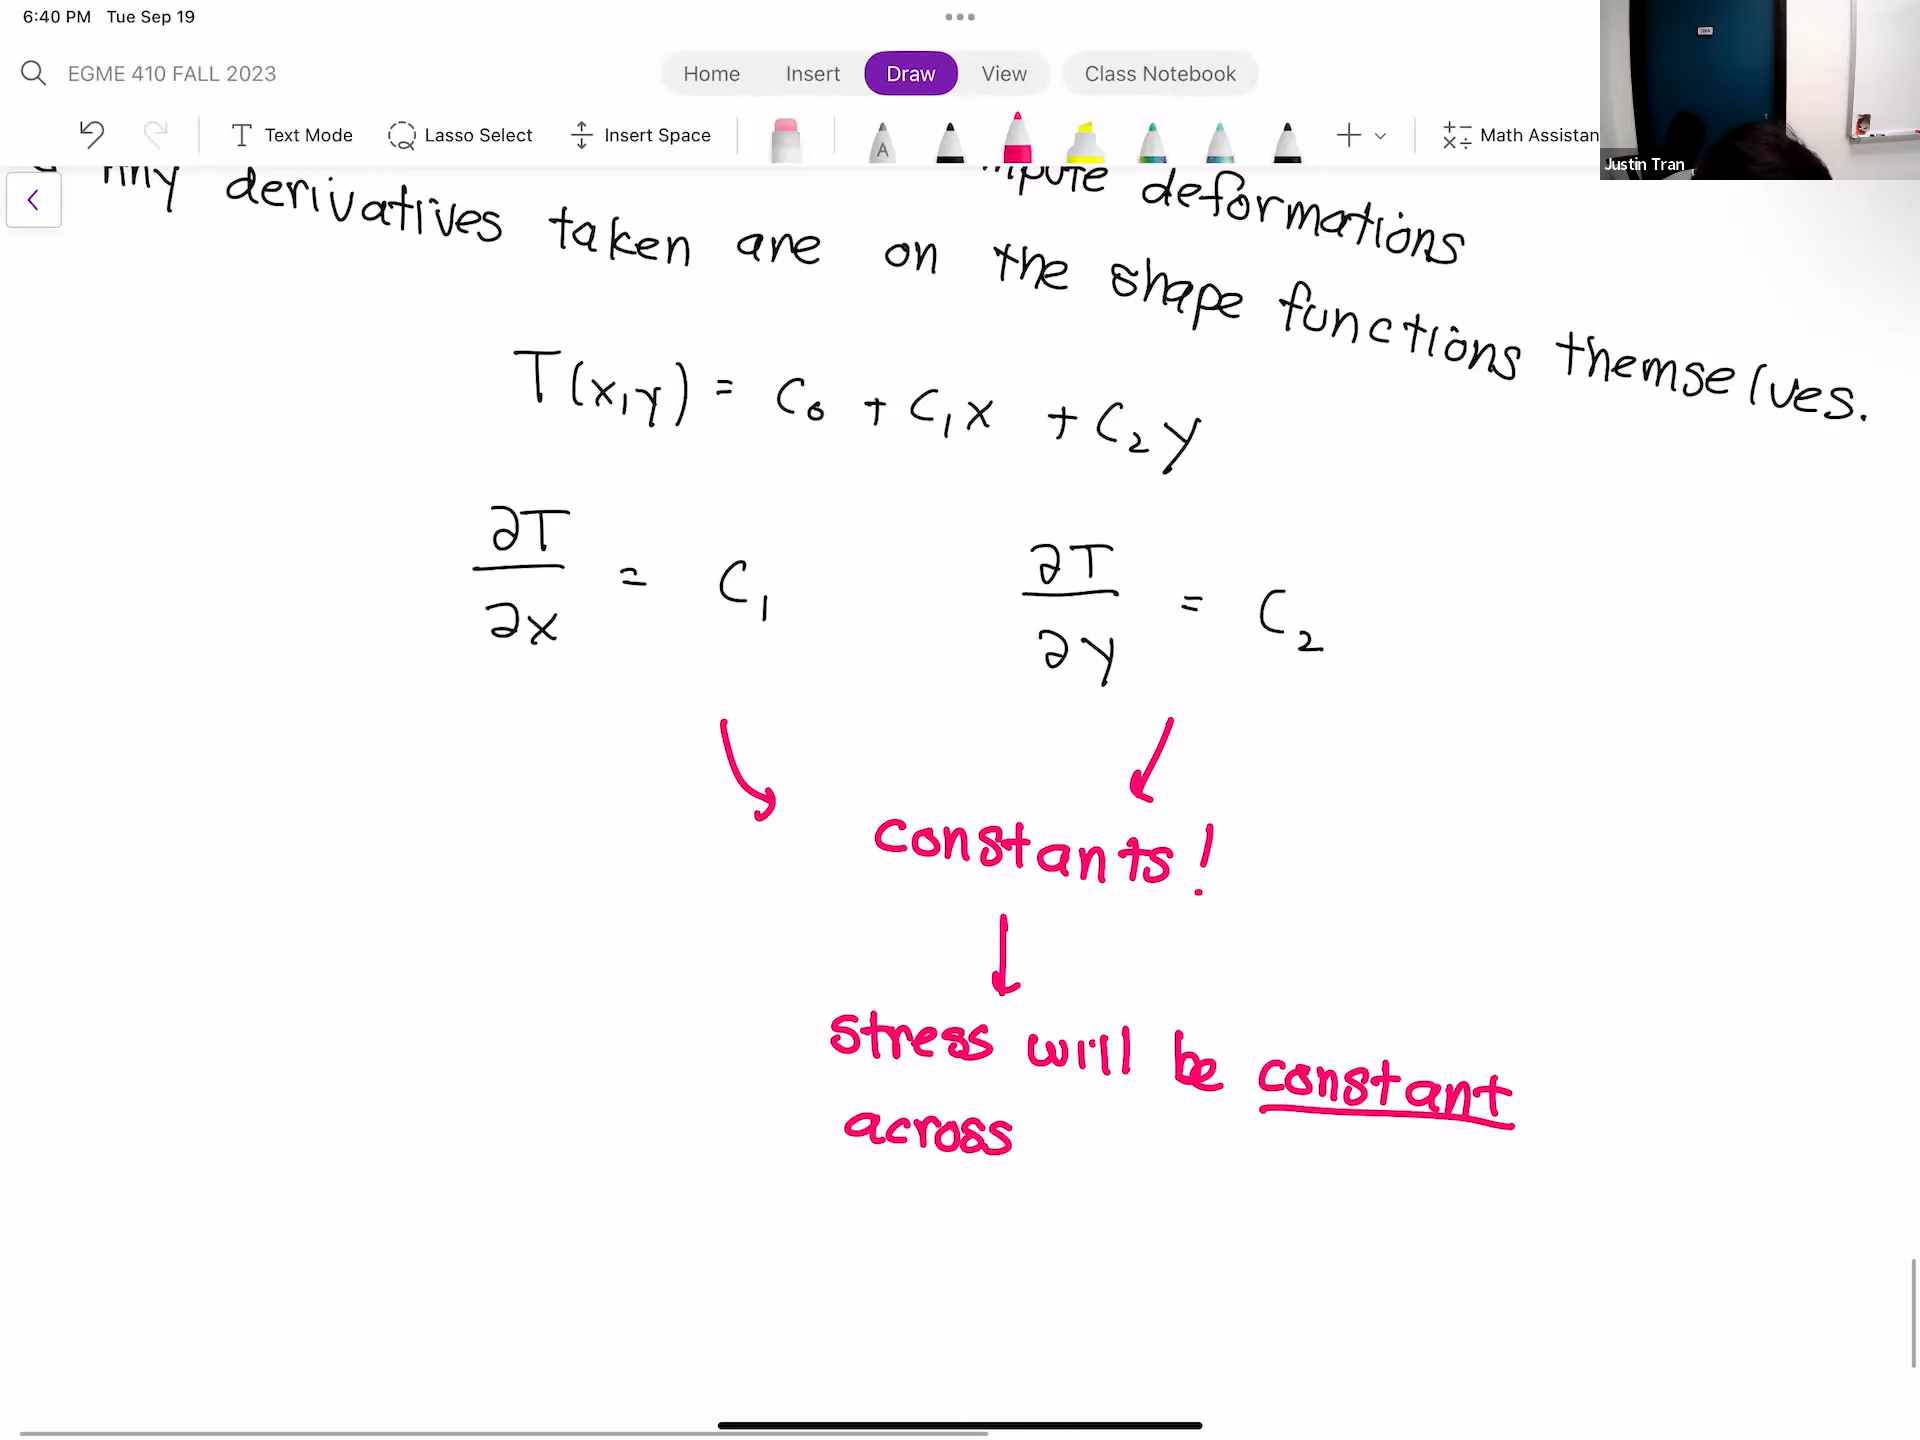 6:40 PM Tue Sep 19
EGME 410 FALL 2023
Home Insert Draw View Class Notebook
Text Mode Lasso Select Insert Space A Math Assistan
Justin Tran
deformations
Any derivatives taken are on the shape functions themselves.
T(x,y) = C₀ + C₁x + C₂y
∂T/∂x = C₁ ∂T/∂y = C₂
constants!
stress will be constant
across